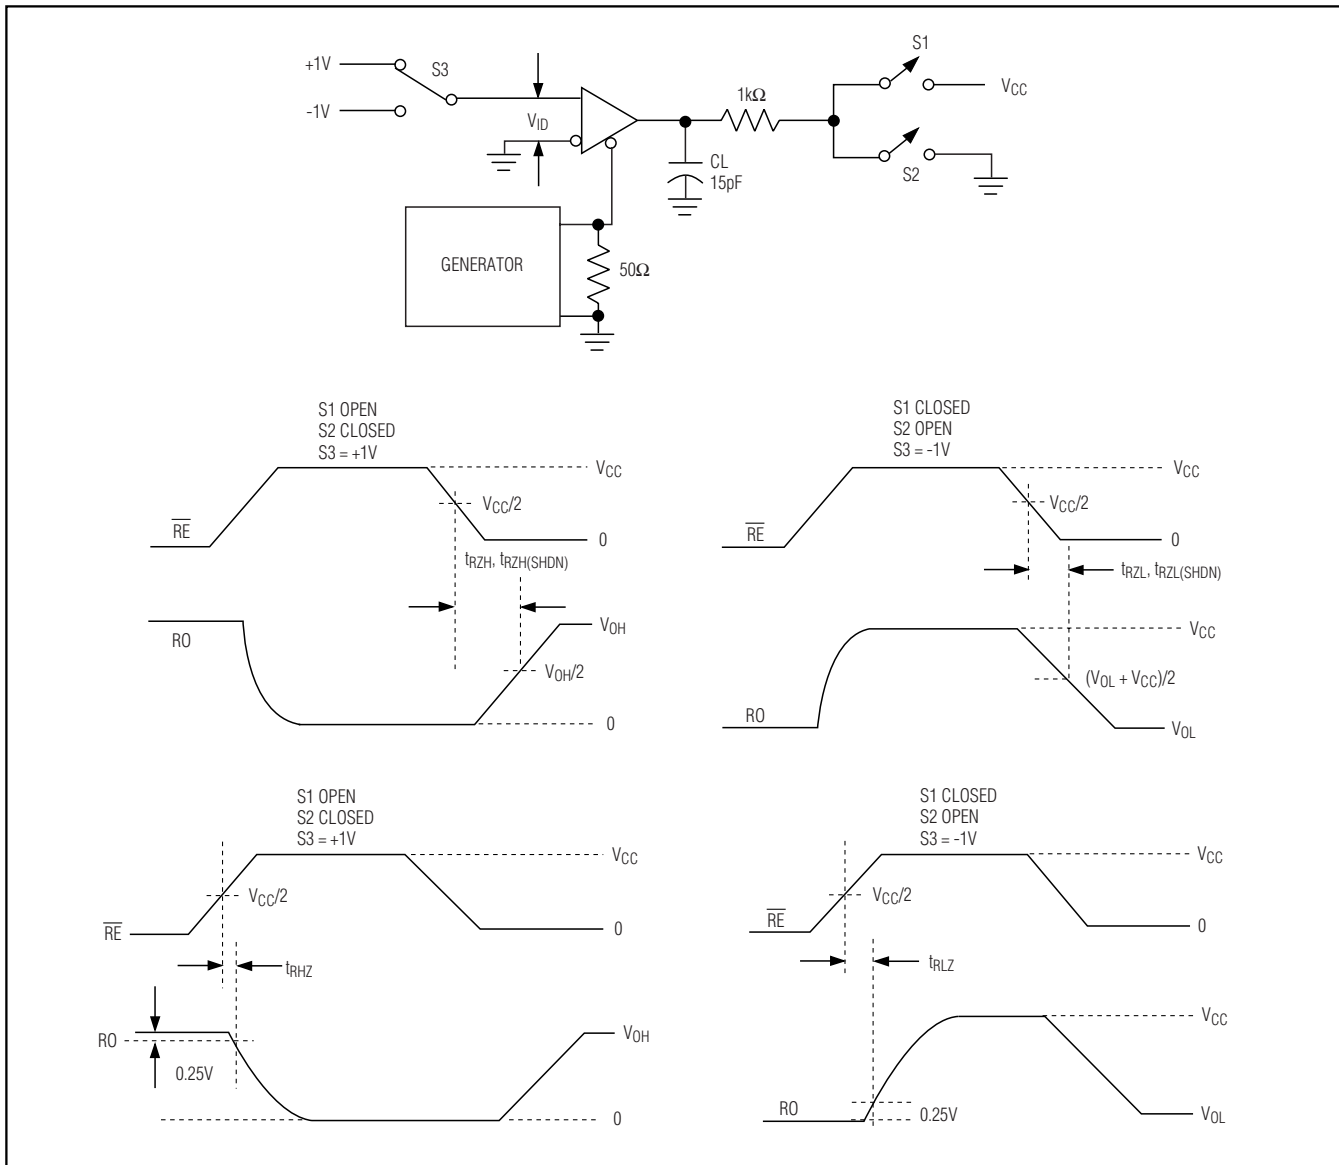 +1V
S3
-1V
VID
1kΩ
S1
VCC
S2
CL
15pF
GENERATOR
50Ω
S1 OPEN
S2 CLOSED
S3 = +1V
VCC
VCC/2
RE
0
tRZH, tRZH(SHDN)
RO
VOH
VOH/2
0
S1 CLOSED
S2 OPEN
S3 = -1V
VCC
VCC/2
RE
0
tRZL, tRZL(SHDN)
VCC
(VOL + VCC)/2
RO
VOL
S1 OPEN
S2 CLOSED
S3 = +1V
VCC
VCC/2
RE
0
tRHZ
RO
VOH
0.25V
0
S1 CLOSED
S2 OPEN
S3 = -1V
VCC
VCC/2
RE
0
tRLZ
VCC
RO
0.25V
VOL